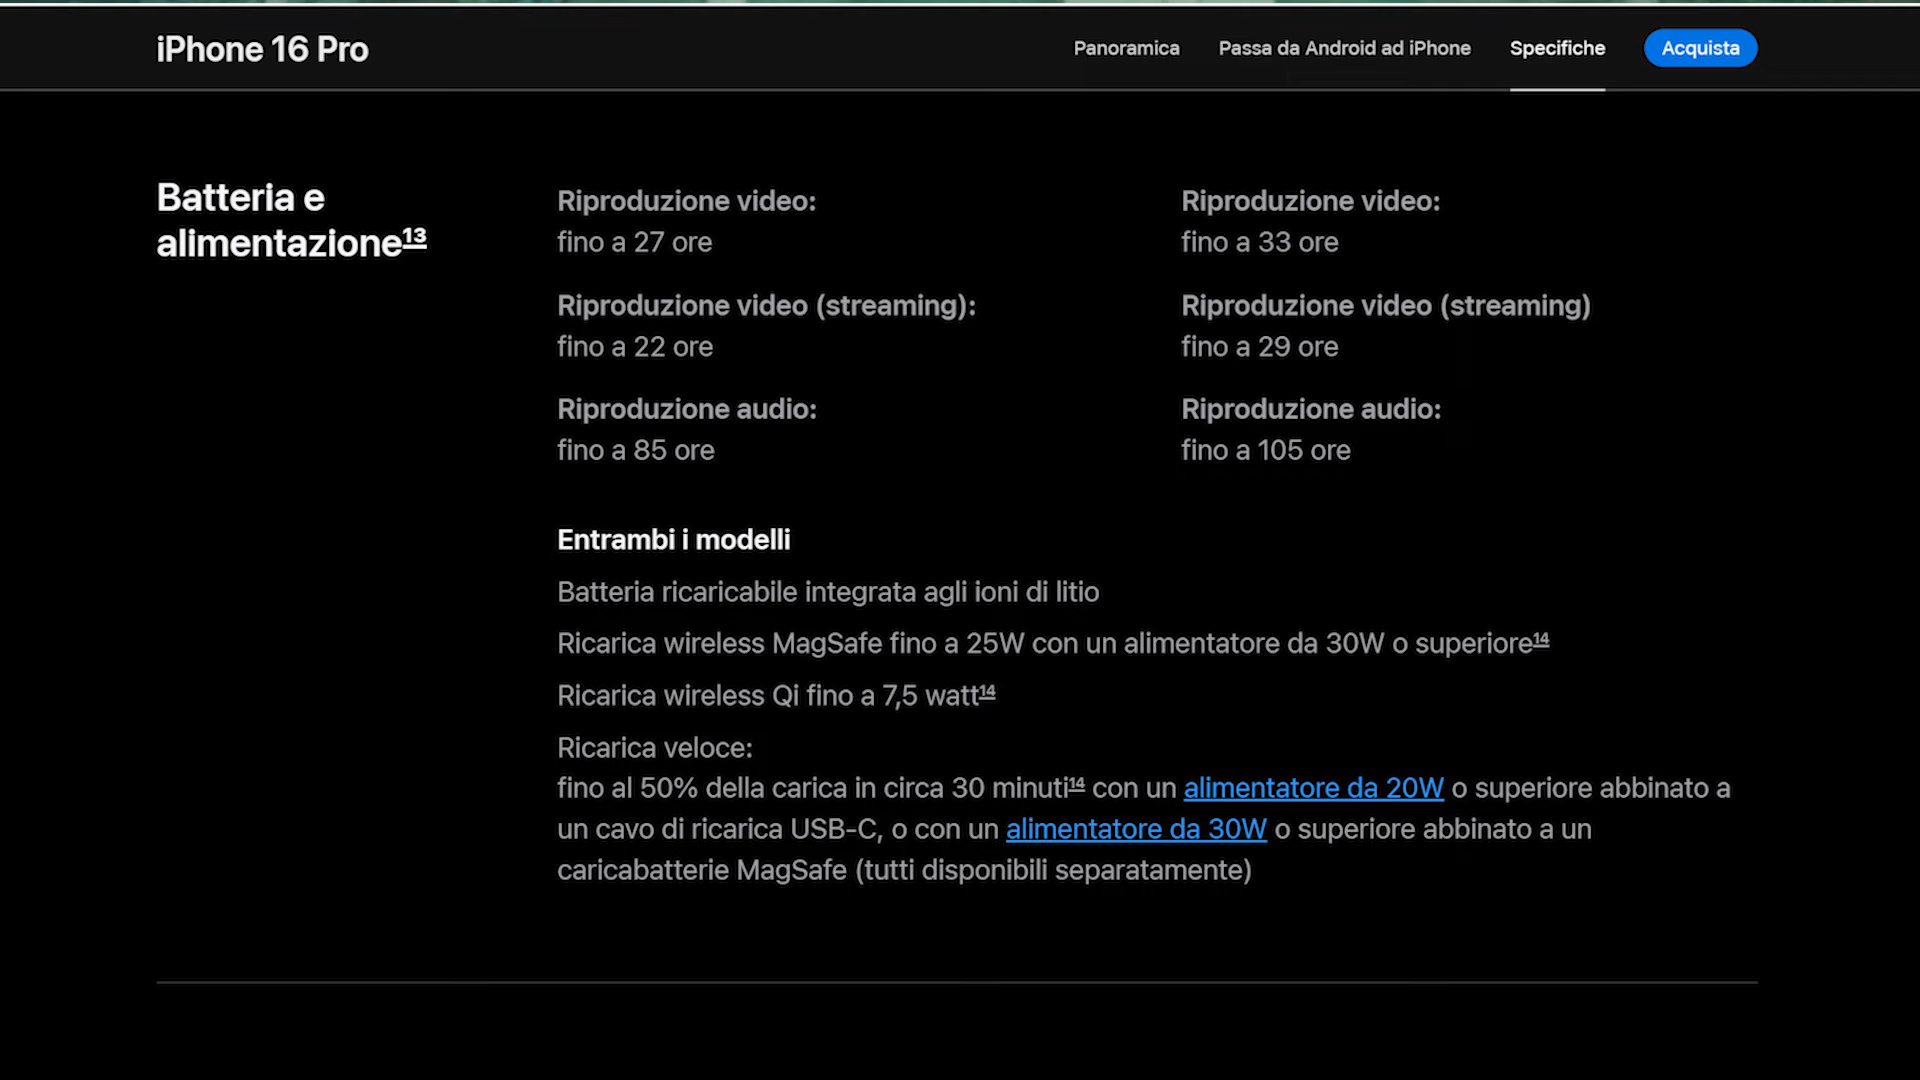 iPhone 16 Pro
Panoramica
Passa da Android ad iPhone
Specifiche
Acquista
Batteria e
alimentazione13
Riproduzione video:
fino a 27 ore
Riproduzione video (streaming):
fino a 22 ore
Riproduzione audio:
fino a 85 ore
Riproduzione video:
fino a 33 ore
Riproduzione video (streaming)
fino a 29 ore
Riproduzione audio:
fino a 105 ore
Entrambi i modelli
Batteria ricaricabile integrata agli ioni di litio
Ricarica wireless MagSafe fino a 25W con un alimentatore da 30W o superiore14
Ricarica wireless Qi fino a 7,5 watt14
Ricarica veloce:
fino al 50% della carica in circa 30 minuti14 con un alimentatore da 20W o superiore abbinato a
un cavo di ricarica USB-C, o con un alimentatore da 30W o superiore abbinato a un
caricabatterie MagSafe (tutti disponibili separatamente)